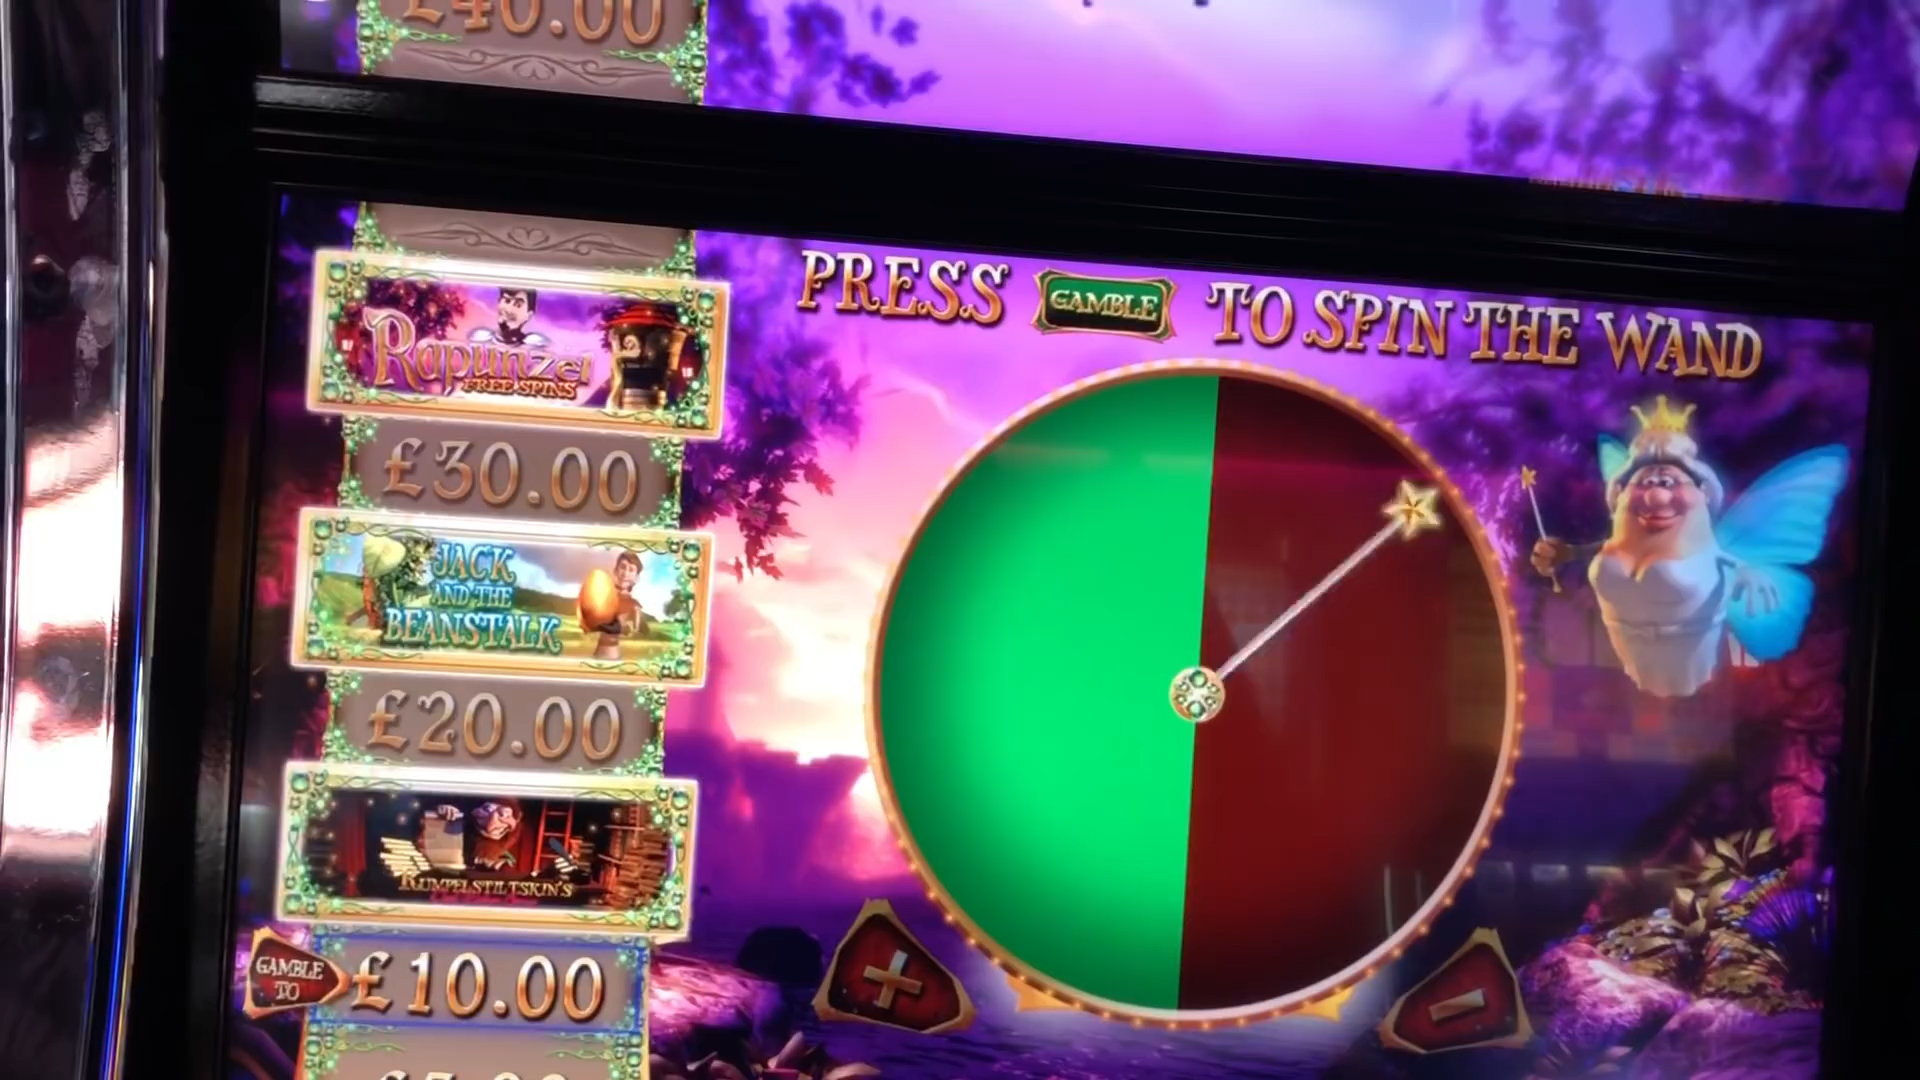 £40.00
PRESS GAMBLE TO SPIN THE WAND
Rapunzel
FREE SPINS
£30.00
JACK
AND THE
BEANSTALK
£20.00
RUMPELSTILTSKIN'S
GAMBLE
TO
£10.00